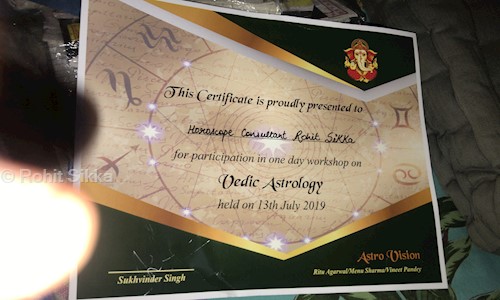 This Certificate is proudly presented to
Horoscope Consultant Rohit Sikka
for participation in one day workshop on
Vedic Astrology
held on 13th July 2019
Astro Vision
Sukhvinder Singh
Ritu Agarwal/Menu Sharma/Vineet Pandey
© Rohit Sikka